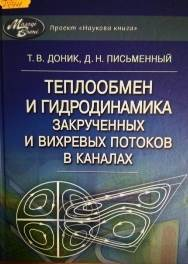 Проект «Наукова книга»
Т. В. ДОНИК, Д. Н. ПИСЬМЕННЫЙ
ТЕПЛООБМЕН
И ГИДРОДИНАМИКА
ЗАКРУЧЕННЫХ
И ВИХРЕВЫХ ПОТОКОВ
В КАНАЛАХ